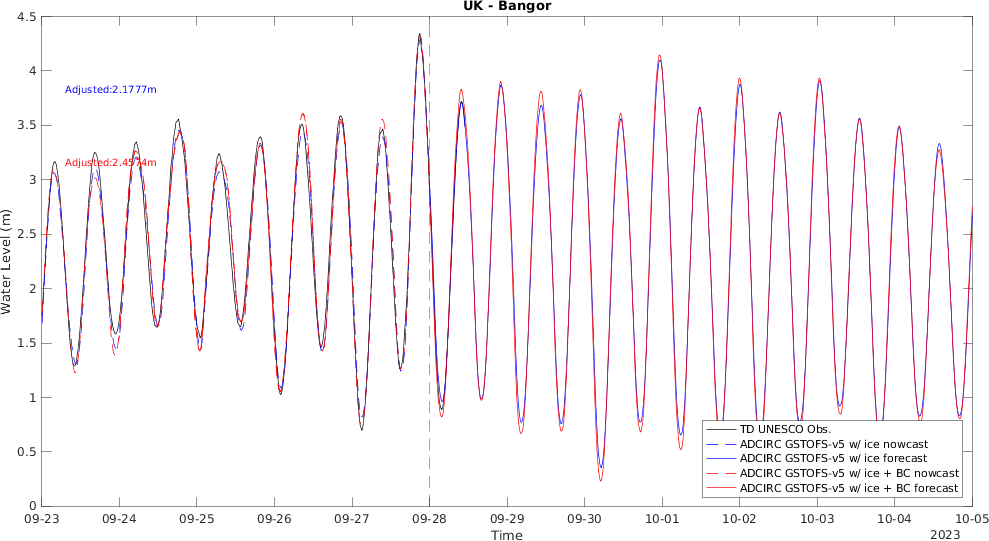 UK - Bangor
4.5
4
3.5
3
2.5
2
1.5
1
0.5
0
Water Level (m)
Adjusted:2.1777m
Adjusted:2.4574m
TD UNESCO Obs.
ADCIRC GSTOFS-v5 w/ ice nowcast
ADCIRC GSTOFS-v5 w/ ice forecast
ADCIRC GSTOFS-v5 w/ ice + BC nowcast
ADCIRC GSTOFS-v5 w/ ice + BC forecast
09-23 09-24 09-25 09-26 09-27 09-28 09-29 09-30 10-01 10-02 10-03 10-04 10-05
Time
2023